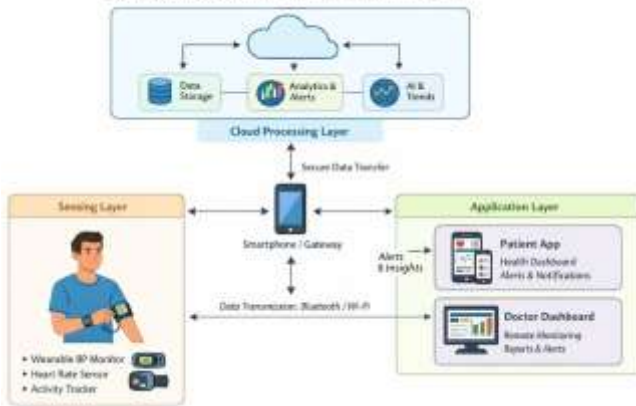 Data
Storage
Analytics &
Alerts
AI &
Trends
Cloud Processing Layer
Secure Data Transfer
Sensing Layer
Smartphone / Gateway
Application Layer
Alerts
& Insights
Patient App
Health Dashboard
Alerts & Notifications
Data Transmission: Bluetooth / Wi-Fi
Doctor Dashboard
Remote Monitoring
Reports & Alerts
• Wearable BP Monitor
• Heart Rate Sensor
• Activity Tracker